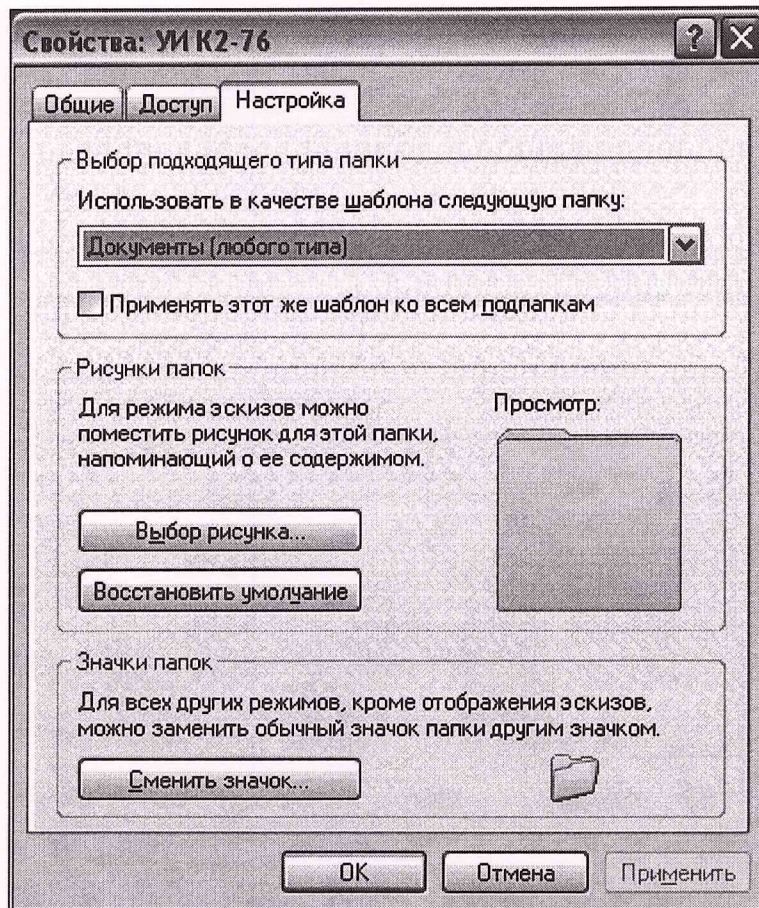 Свойства: УИ К2-76
Общие
Доступ
Настройка
Выбор подходящего типа папки
Использовать в качестве шаблона следующую папку:
Документы (любого типа)
Применять этот же шаблон ко всем подпапкам
Рисунки папок
Для режима эскизов можно
поместить рисунок для этой папки,
напоминающий о ее содержимом.
Просмотр:
Выбор рисунка...
Восстановить умолчание
Значки папок
Для всех других режимов, кроме отображения эскизов,
можно заменить обычный значок папки другим значком.
Сменить значок...
ОК
Отмена
Применить